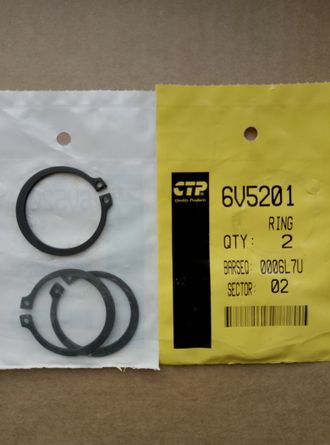 CTP
Quality Products
6V5201
RING
QTY: 2
BARSEQ: 0006L7U
SECTOR: 02